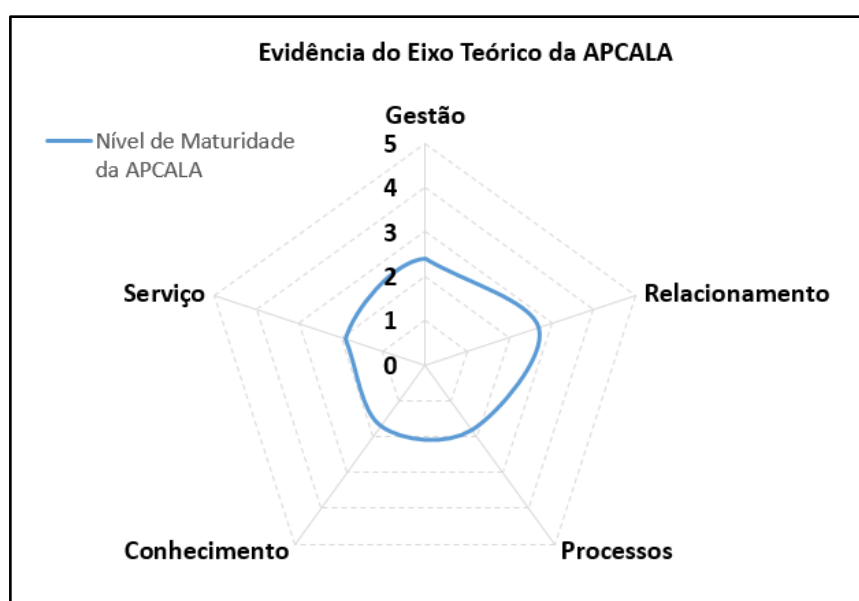 Evidência do Eixo Teórico da APCALA
Gestão
Nível de Maturidade
da APCALA
5
4
3
2
1
0
Serviço
Relacionamento
Conhecimento
Processos